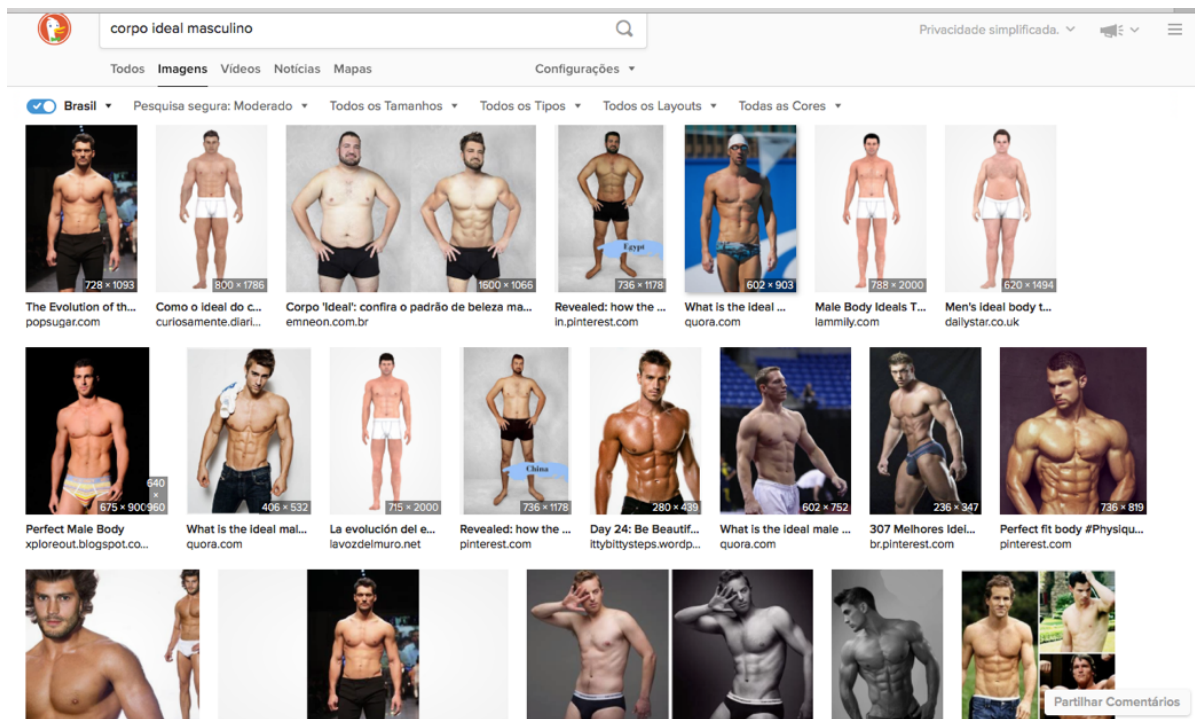 corpo ideal masculino
Privacidade simplificada.
Todos Imagens Vídeos Notícias Mapas Configurações
Brasil Pesquisa segura: Moderado Todos os Tamanhos Todos os Tipos Todos os Layouts Todas as Cores
Egypt
728 × 1093 800 × 1786 1600 × 1066 736 × 1178 602 × 903 788 × 2000 620 × 1494
The Evolution of th... Como o ideal do c... Corpo 'Ideal': confira o padrão de beleza ma... Revealed: how the ... What is the ideal ... Male Body Ideals T... Men's ideal body t...
popsugar.com curiosamente.diari... emneon.com.br in.pinterest.com quora.com lammily.com dailystar.co.uk
China
640
×
675 × 900 960 406 × 532 715 × 2000 736 × 1178 280 × 439 602 × 752 236 × 347 736 × 819
Perfect Male Body What is the ideal mal... La evolución del e... Revealed: how the ... Day 24: Be Beautif... What is the ideal male ... 307 Melhores Idei... Perfect fit body #Physiqu...
xploreout.blogspot.co... quora.com lavozdelmuro.net pinterest.com ittybittysteps.wordp... quora.com br.pinterest.com pinterest.com
Partilhar Comentários